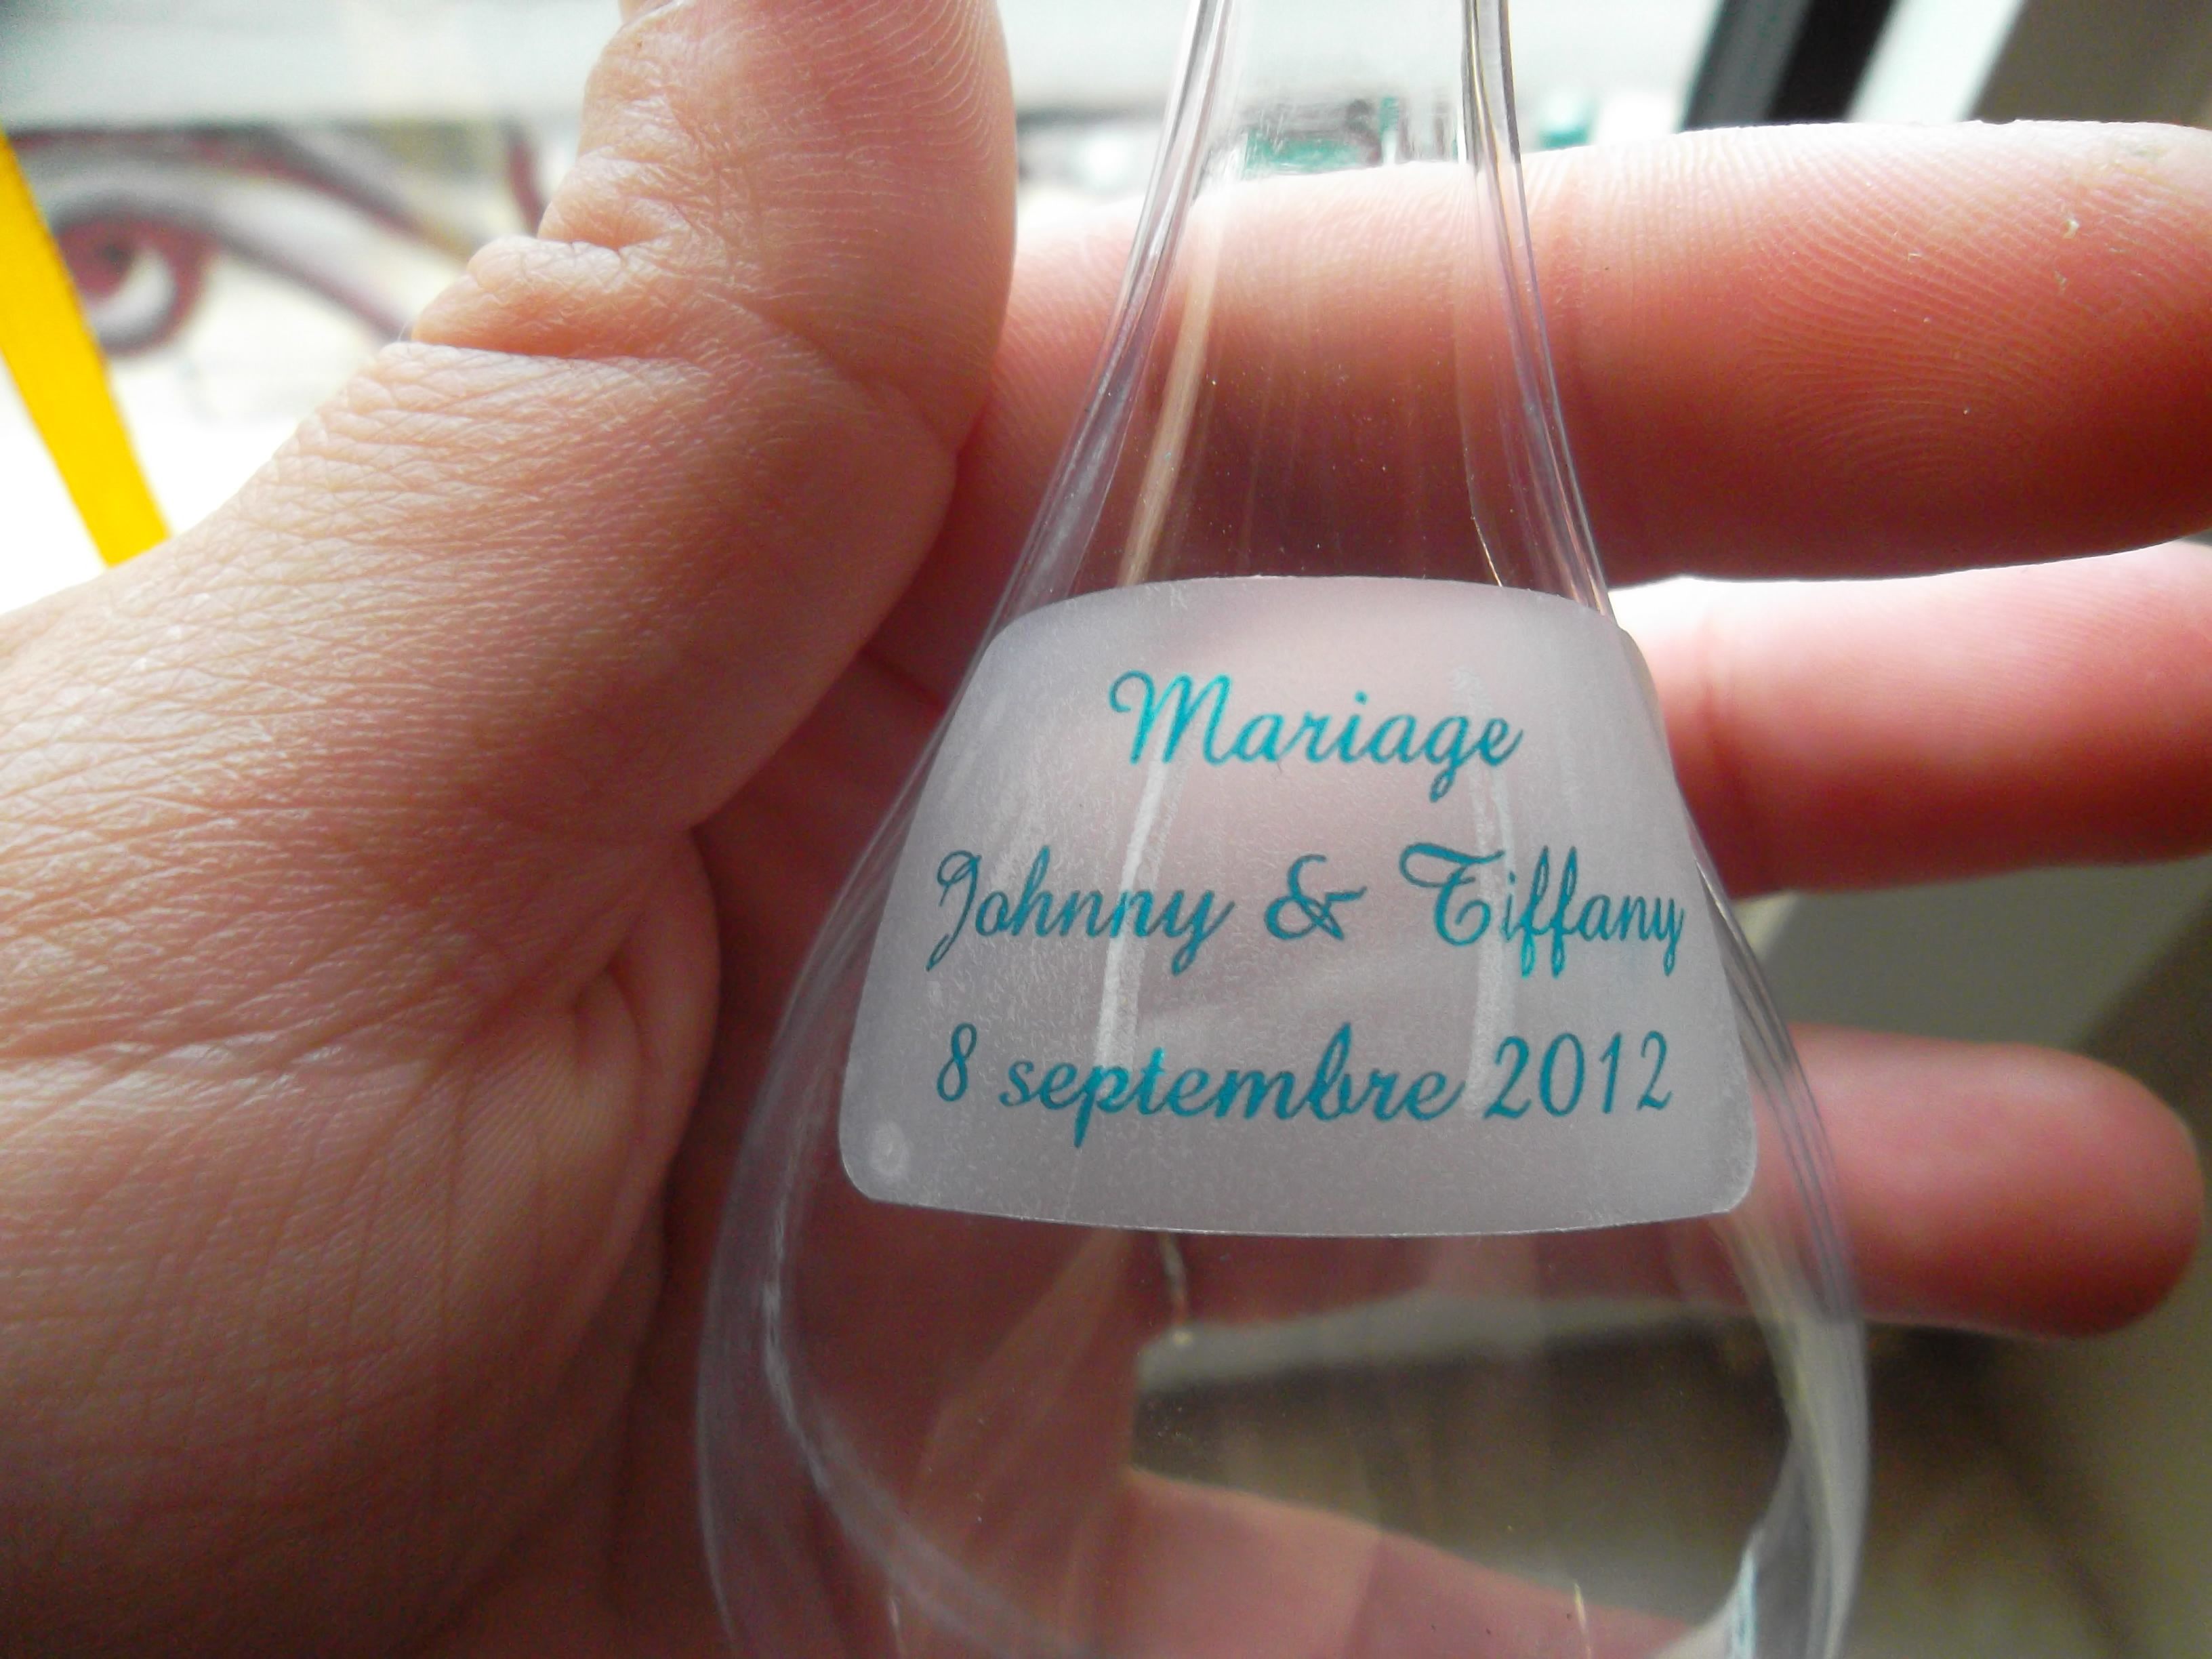 Mariage
Johnny & Tiffany
8 septembre 2012